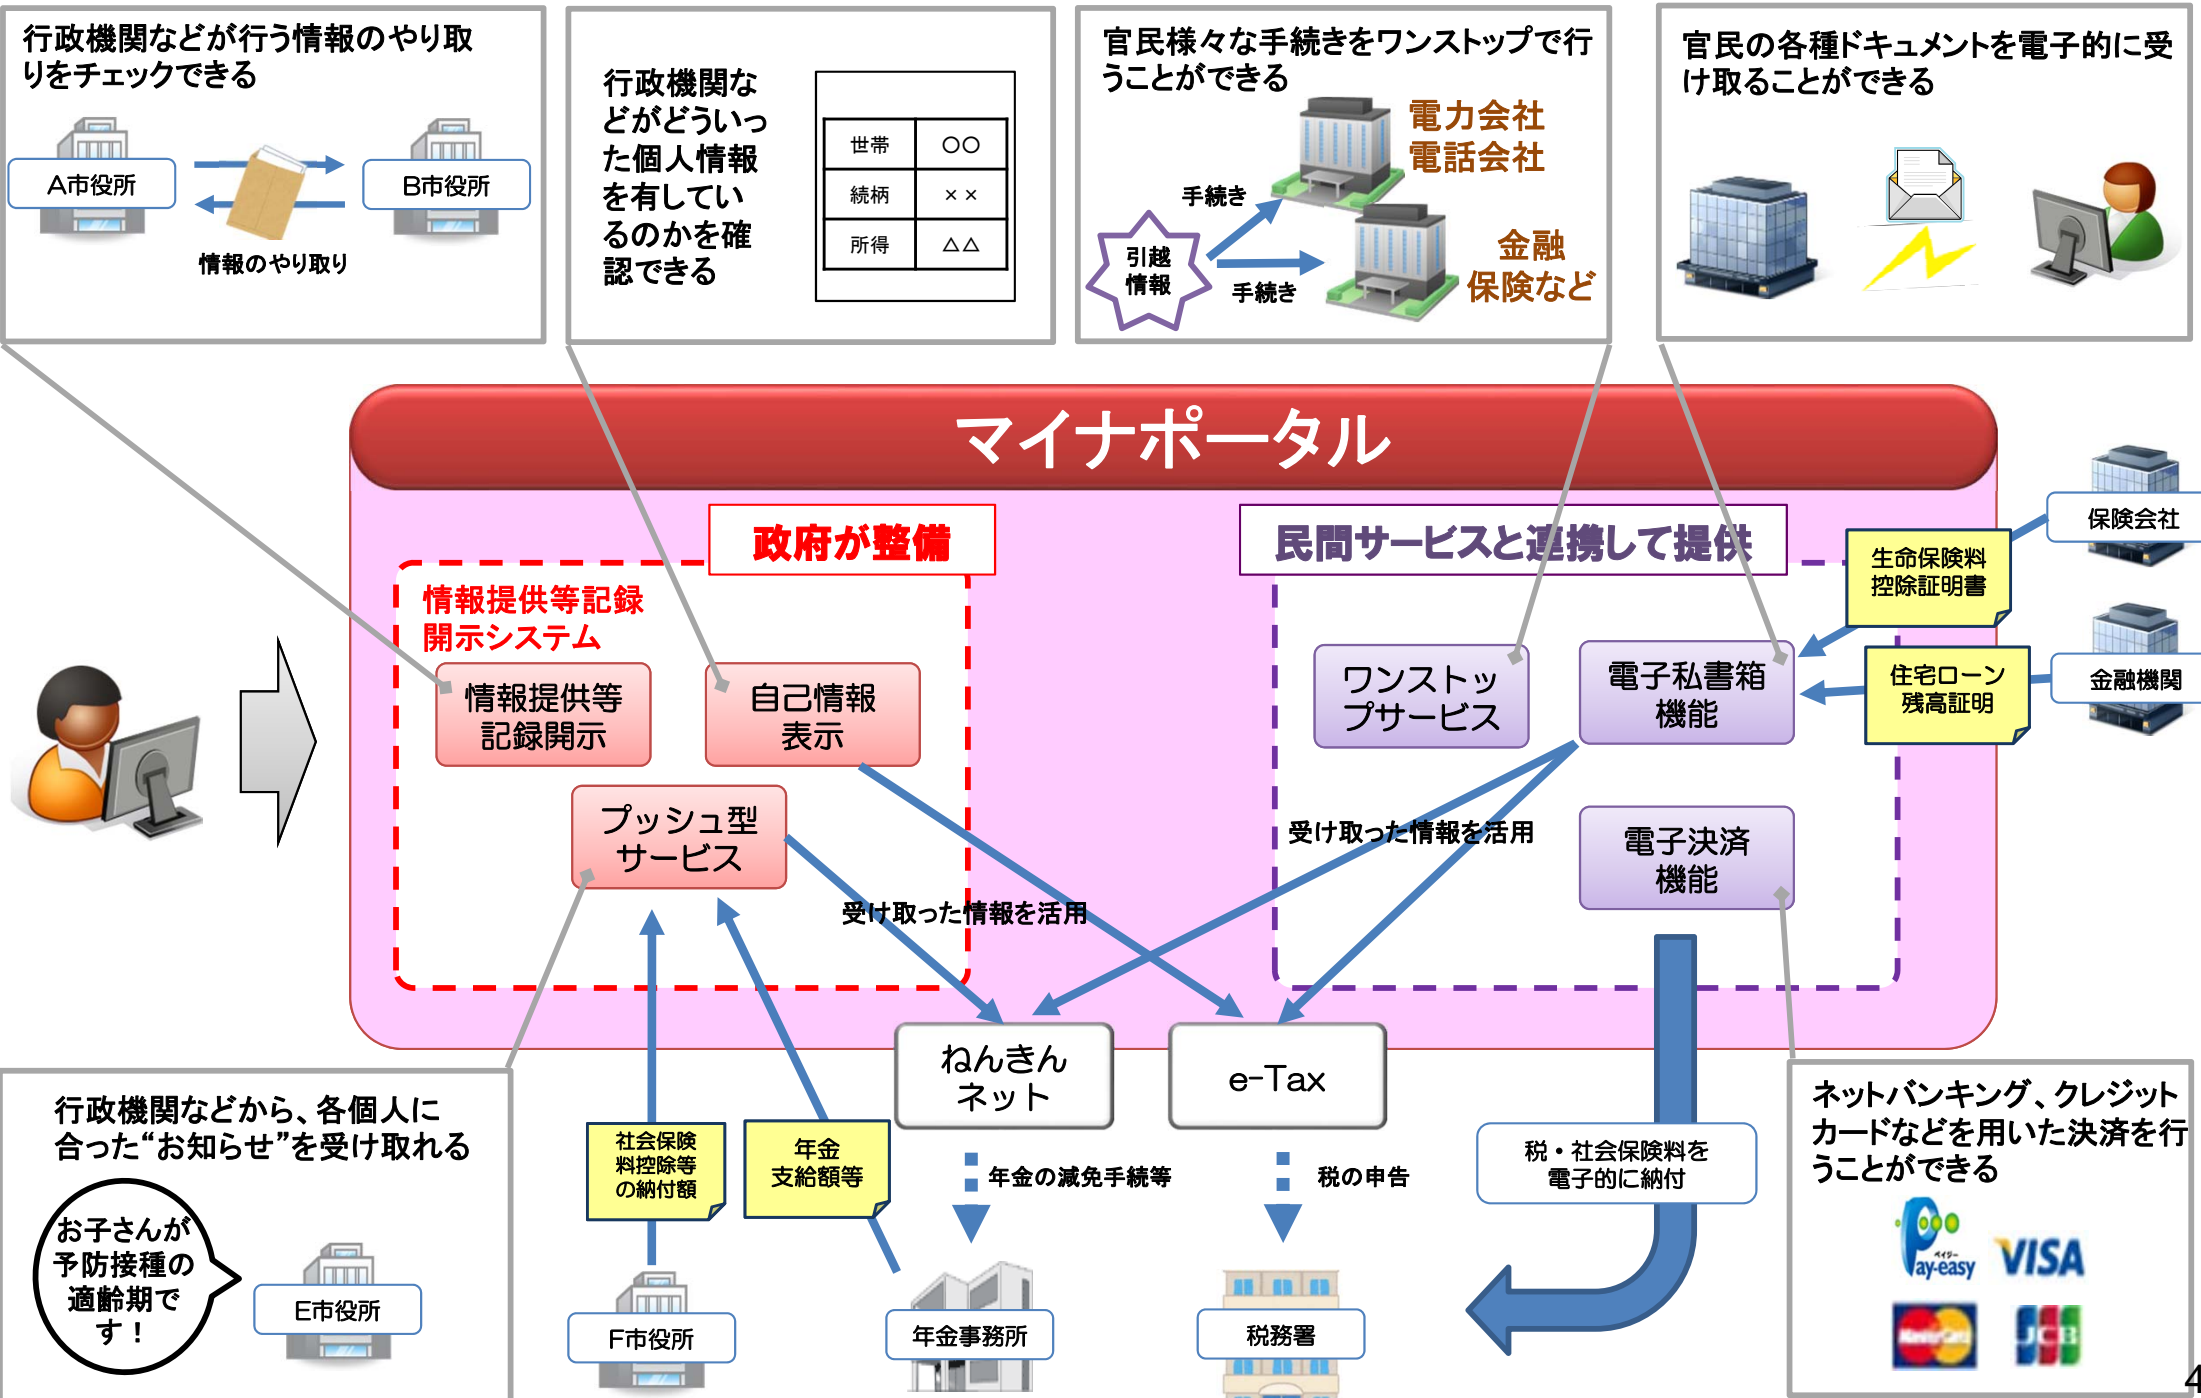 行政機関などが行う情報のやり取
りをチェックできる
A市役所
B市役所
情報のやり取り
行政機関な
どがどういっ
た個人情報
を有してい
るのかを確
認できる
世帯 〇〇
続柄 ××
所得 △△
官民様々な手続きをワンストップで行
うことができる
電力会社
電話会社
手続き
引越
情報
手続き
金融
保険など
官民の各種ドキュメントを電子的に受
け取ることができる
マイナポータル
政府が整備
民間サービスと連携して提供
情報提供等記録
開示システム
情報提供等
記録開示
自己情報
表示
プッシュ型
サービス
ワンストッ
プサービス
電子私書箱
機能
電子決済
機能
保険会社
生命保険料
控除証明書
金融機関
住宅ローン
残高証明
受け取った情報を活用
受け取った情報を活用
ねんきん
ネット
e-Tax
行政機関などから、各個人に
合った“お知らせ”を受け取れる
お子さんが
予防接種の
適齢期で
す！
E市役所
社会保険
料控除等
の納付額
年金
支給額等
年金の減免手続等
税の申告
税・社会保険料を
電子的に納付
F市役所
年金事務所
税務署
ネットバンキング、クレジット
カードなどを用いた決済を行
うことができる
ペイジー
Pay-easy
VISA
MasterCard
JCB
4